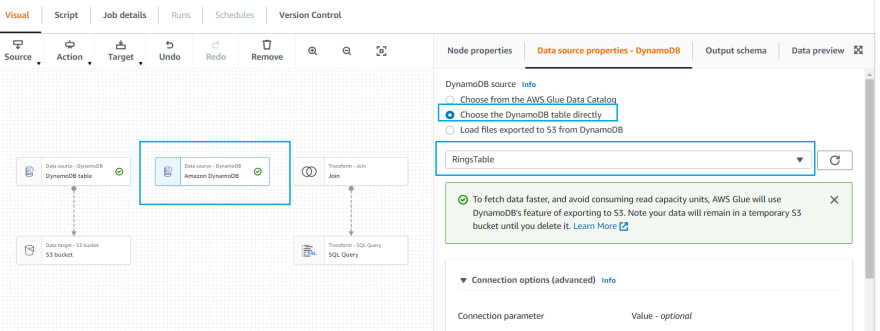 Visual Script Job details Runs Schedules Version Control
Source Action Target Undo Redo Remove
Node properties Data source properties - DynamoDB Output schema Data preview
DynamoDB source Info
Choose from the AWS Glue Data Catalog
Choose the DynamoDB table directly
Load files exported to S3 from DynamoDB
RingsTable
To fetch data faster, and avoid consuming read capacity units, AWS Glue will use
DynamoDB's feature of exporting to S3. Note your data will remain in a temporary S3
bucket until you delete it. Learn More
Connection options (advanced) Info
Connection parameter Value - optional
Data source - DynamoDB
DynamoDB table
Data source - DynamoDB
Amazon DynamoDB
Transform - Join
Join
Data target - S3 bucket
S3 bucket
Transform - SQL Query
SQL Query
SQL